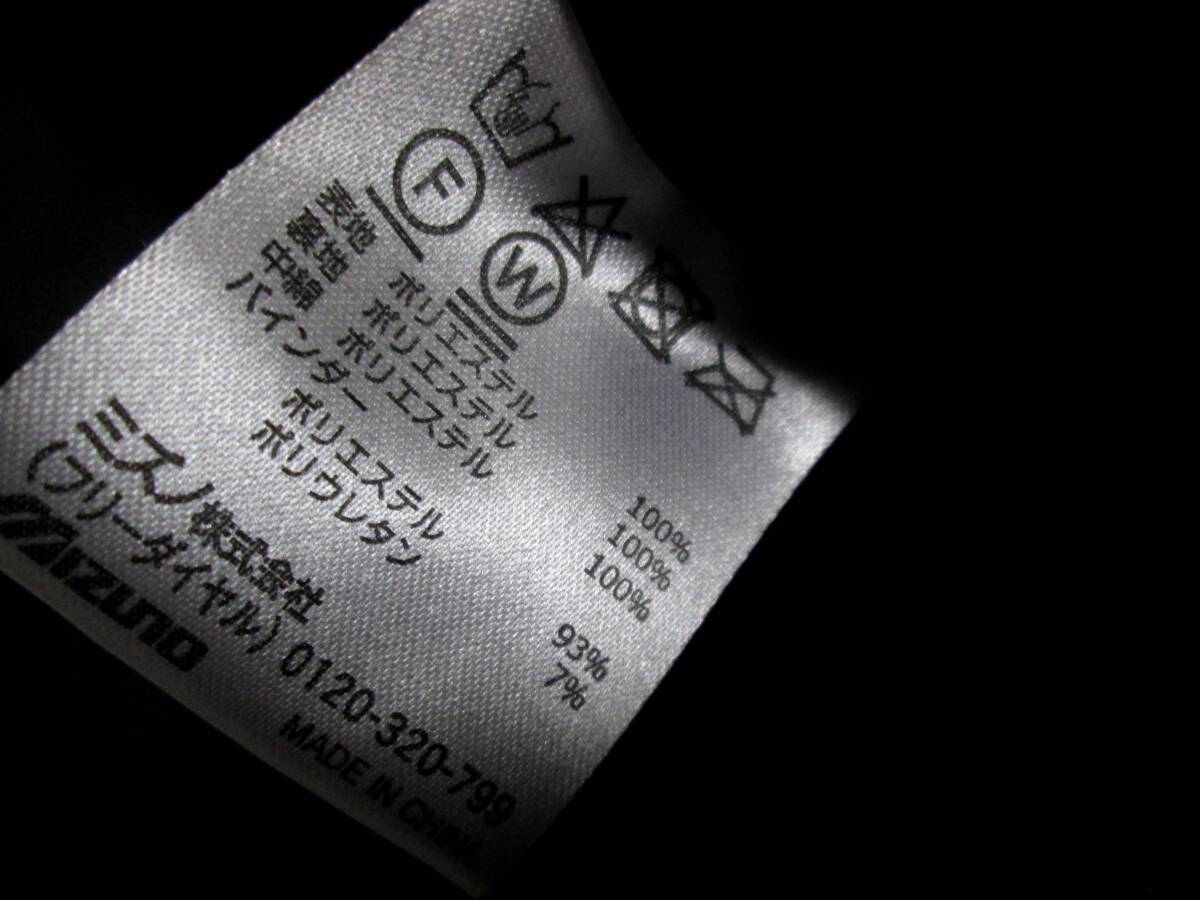 F
W
表地 ポリエステル 100%
裏地 ポリエステル 100%
中綿 ポリエステル 100%
バインダー
ポリエステル 93%
ポリウレタン 7%
ミズノ株式会社
(フリーダイヤル) 0120-320-799
MIZUNO
MADE IN CHINA